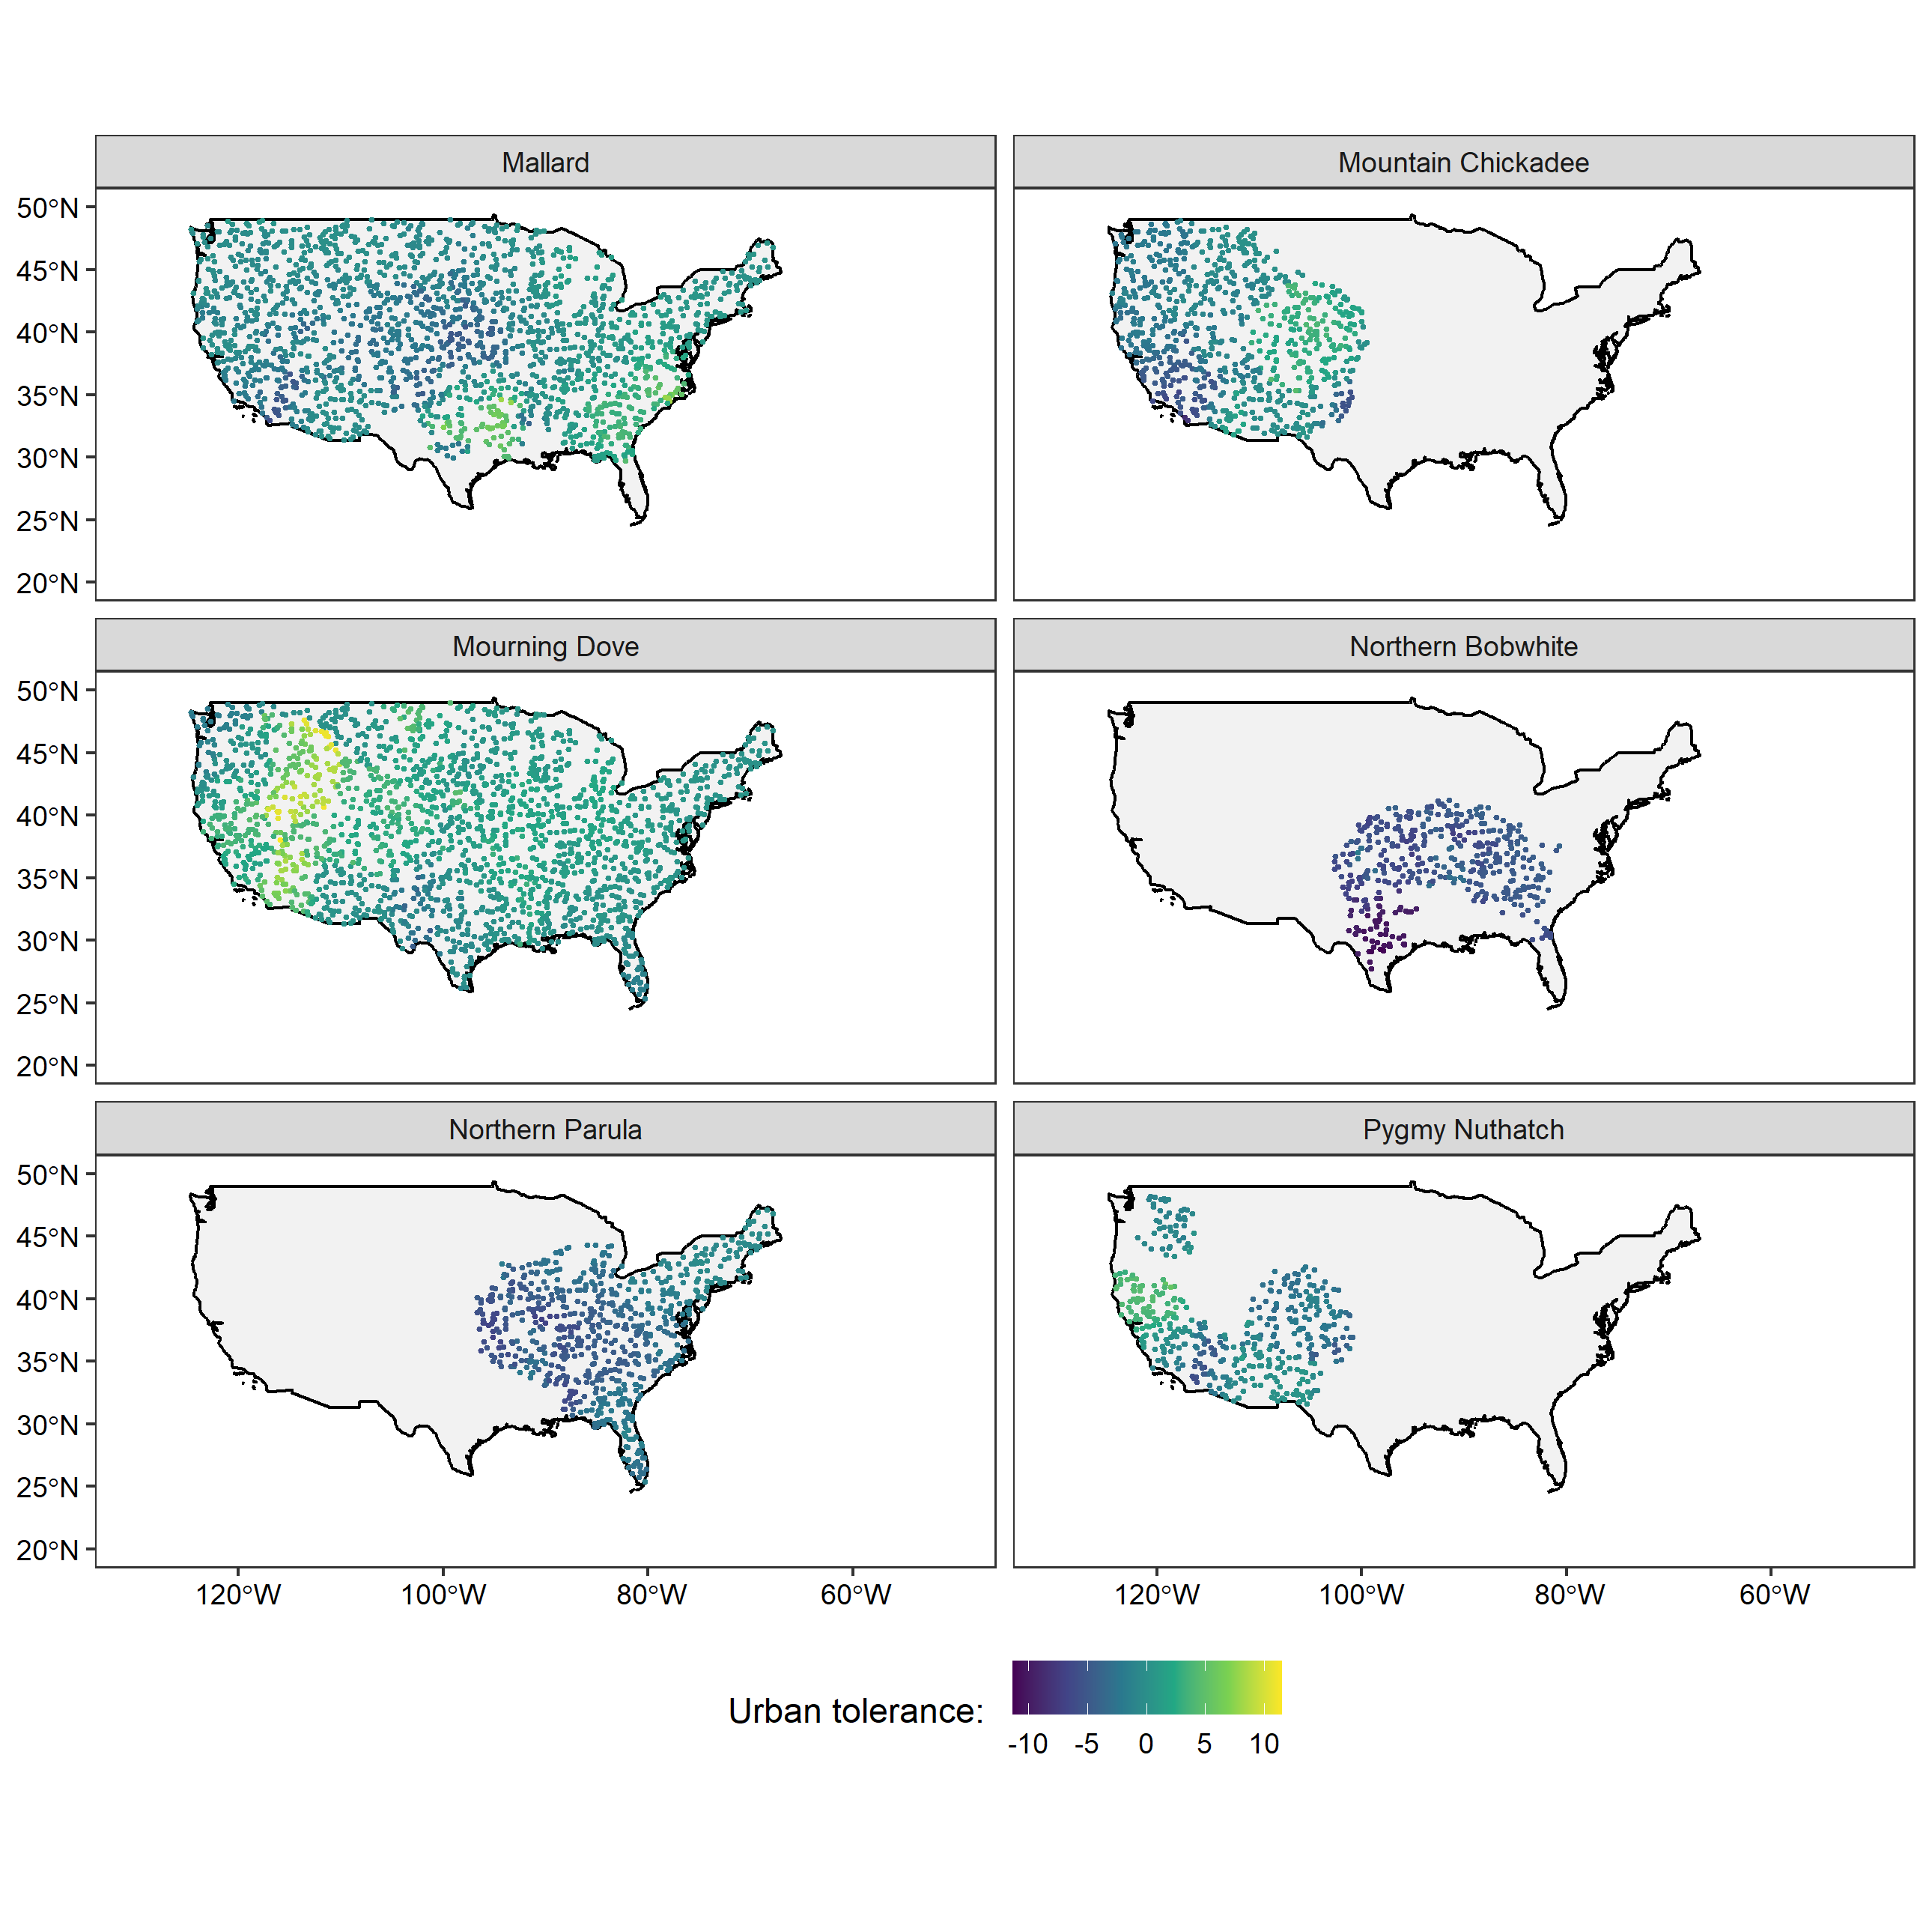 Mallard
Mountain Chickadee
50°N
45°N
40°N
35°N
30°N
25°N
20°N
Mourning Dove
Northern Bobwhite
50°N
45°N
40°N
35°N
30°N
25°N
20°N
Northern Parula
Pygmy Nuthatch
50°N
45°N
40°N
35°N
30°N
25°N
20°N
120°W 100°W 80°W 60°W
120°W 100°W 80°W 60°W
Urban tolerance:
-10 -5 0 5 10